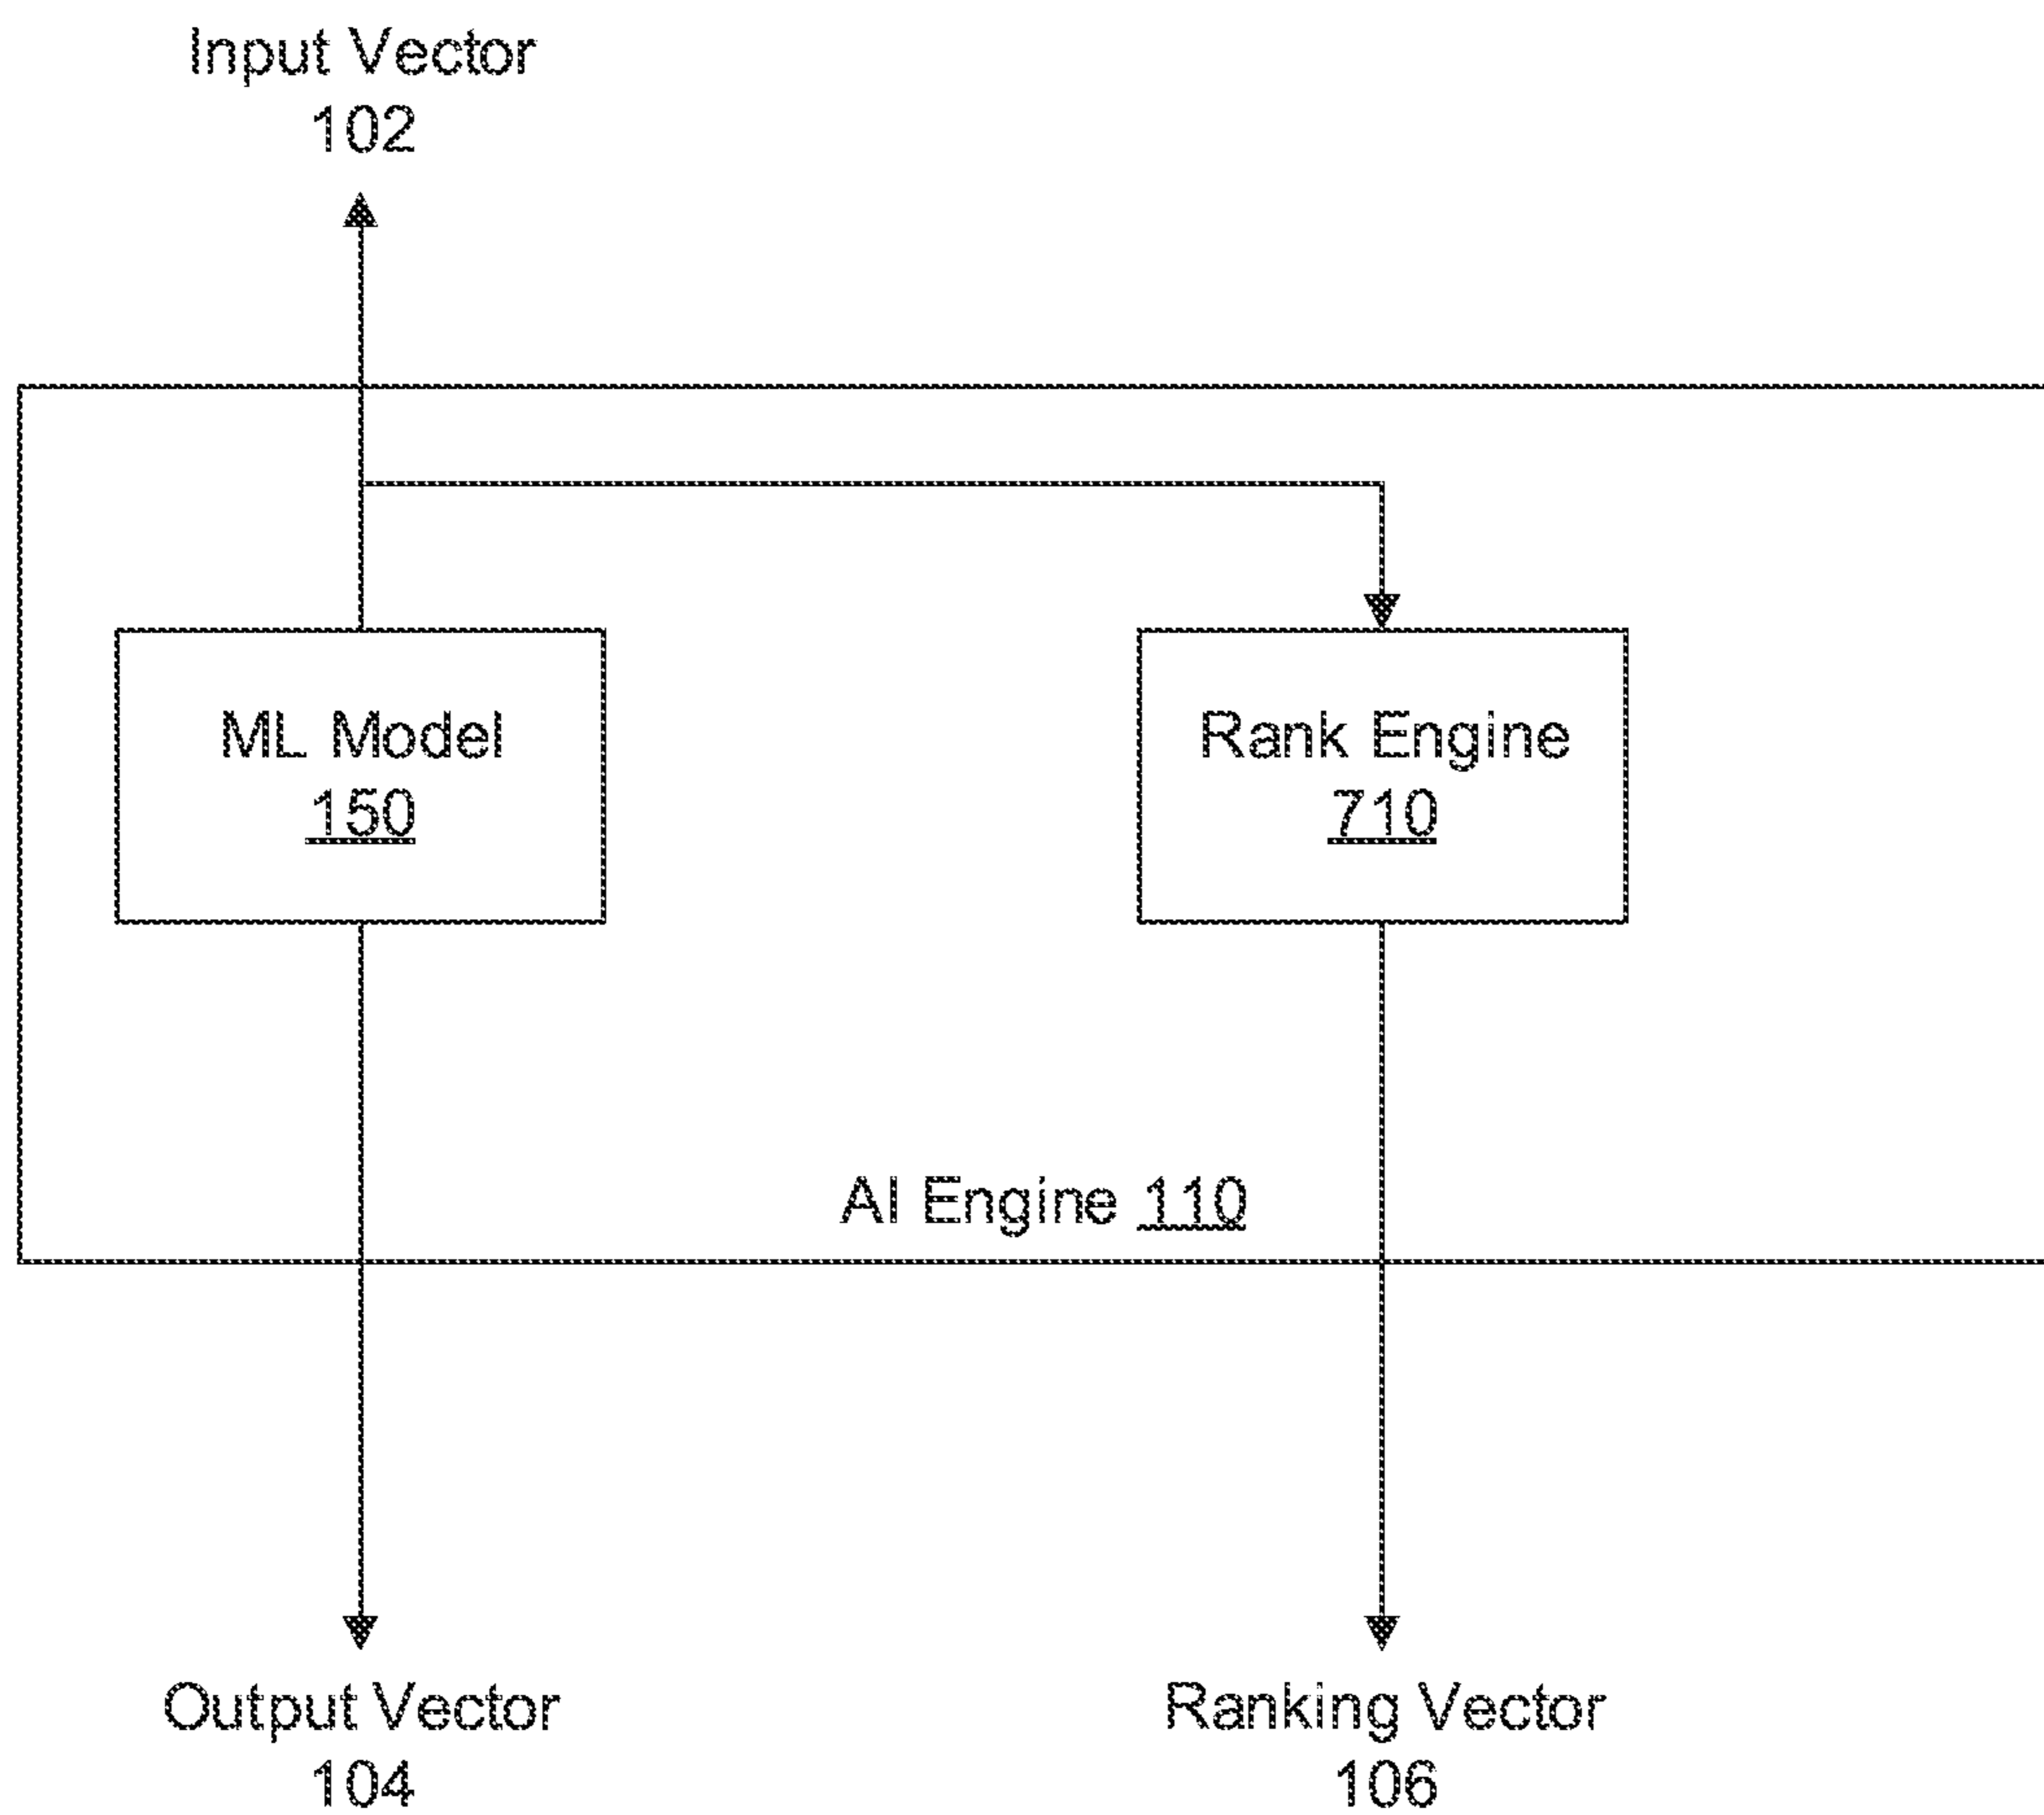 Input Vector
102
ML Model
150
Rank Engine
710
AI Engine 110
Output Vector
104
Ranking Vector
106